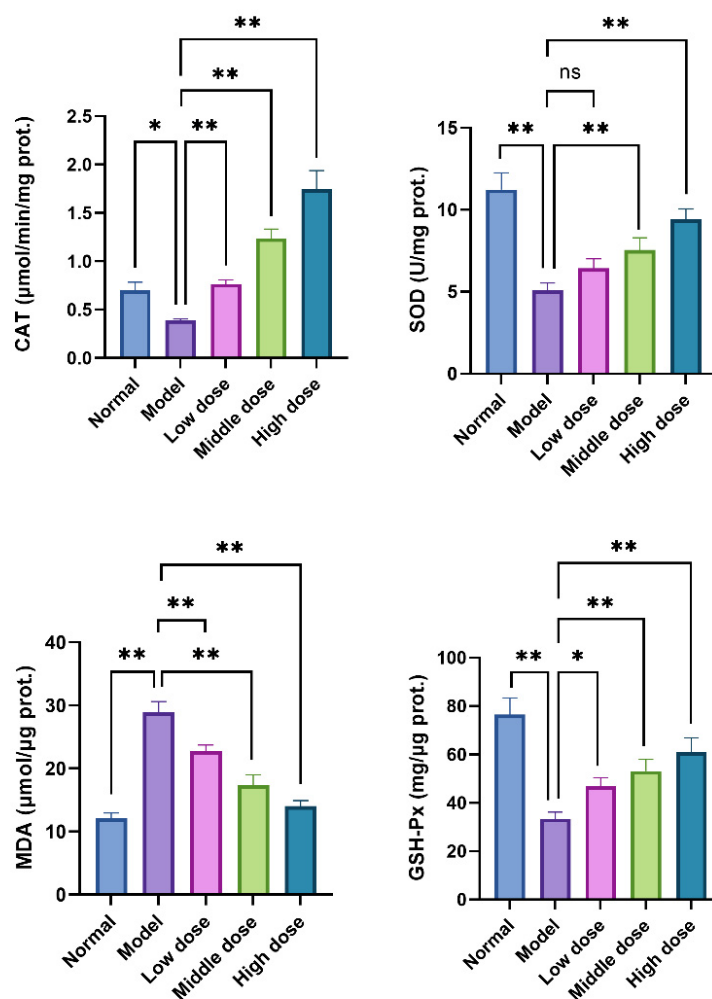 **
**
* **
2.5
2.0
1.5
1.0
0.5
0.0
CAT (µmol/min/mg prot.)
Normal
Model
Low dose
Middle dose
High dose
**
ns
** **
15
10
5
0
SOD (U/mg prot.)
Normal
Model
Low dose
Middle dose
High dose
**
**
** **
40
30
20
10
0
MDA (µmol/µg prot.)
Normal
Model
Low dose
Middle dose
High dose
**
**
** *
100
80
60
40
20
0
GSH-Px (mg/µg prot.)
Normal
Model
Low dose
Middle dose
High dose